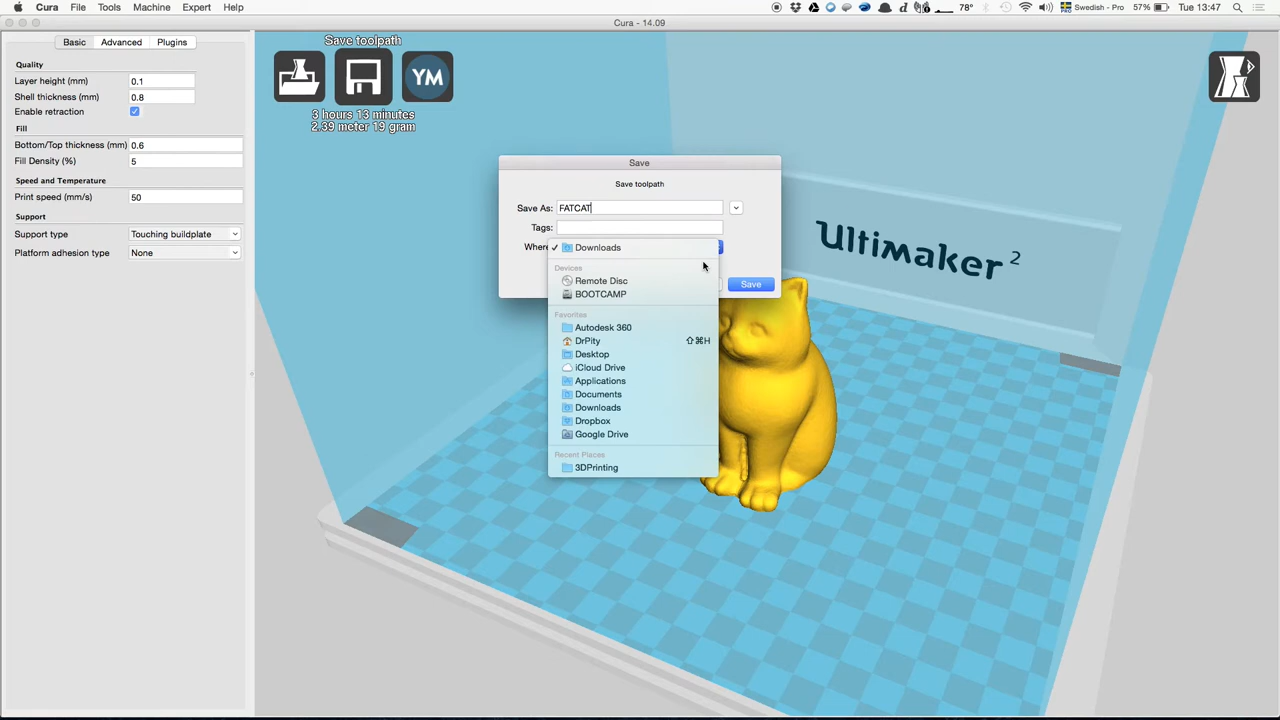 Cura File Tools Machine Expert Help
78° Swedish - Pro 57% Tue 13:47
Cura - 14.09
Basic Advanced Plugins
Quality
Layer height (mm) 0.1
Shell thickness (mm) 0.8
Enable retraction
Fill
Bottom/Top thickness (mm) 0.6
Fill Density (%) 5
Speed and Temperature
Print speed (mm/s) 50
Support
Support type Touching buildplate
Platform adhesion type None
Save toolpath
YM
3 hours 13 minutes
2.39 meter 19 gram
Save
Save toolpath
Save As: FATCAT
Tags:
Where
Downloads
Devices
Remote Disc
BOOTCAMP
Favorites
Autodesk 360
DrPity ⇧⌘H
Desktop
iCloud Drive
Applications
Documents
Downloads
Dropbox
Google Drive
Recent Places
3DPrinting
Save
Ultimaker 2